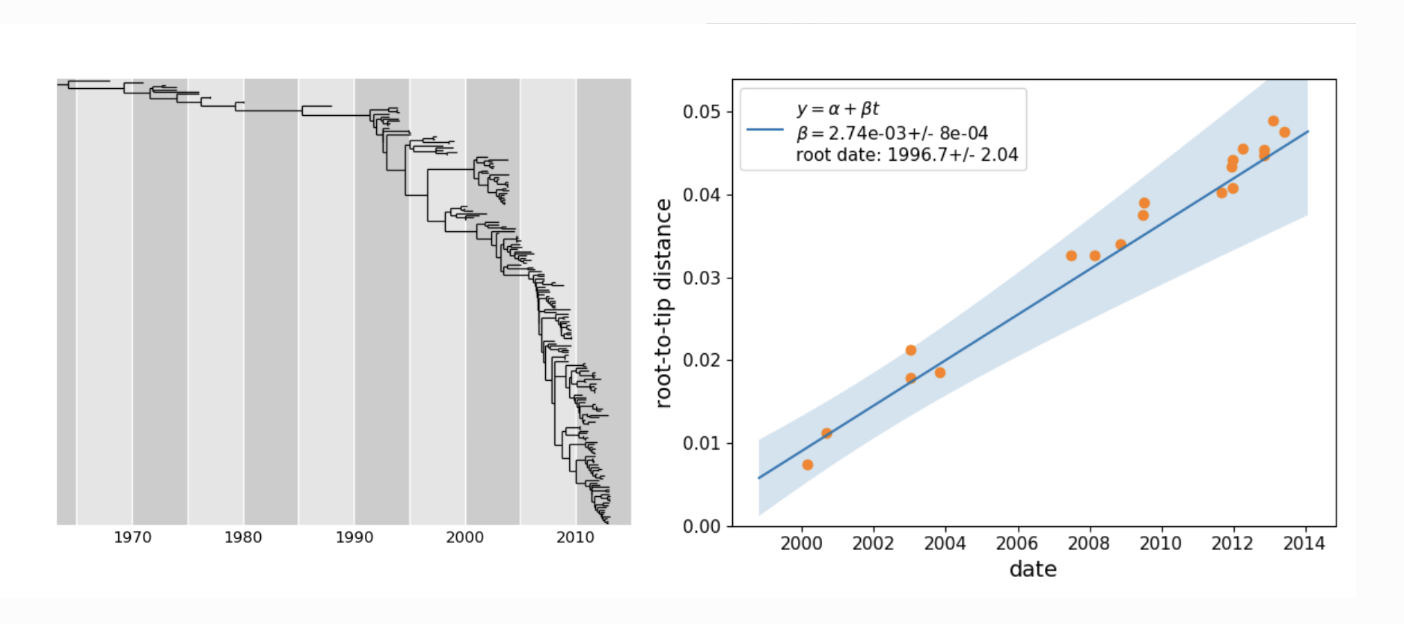 1970 1980 1990 2000 2010
y = α + βt
β = 2.74e-03+/- 8e-04
root date: 1996.7+/- 2.04
root-to-tip distance
0.05
0.04
0.03
0.02
0.01
0.00
2000 2002 2004 2006 2008 2010 2012 2014
date